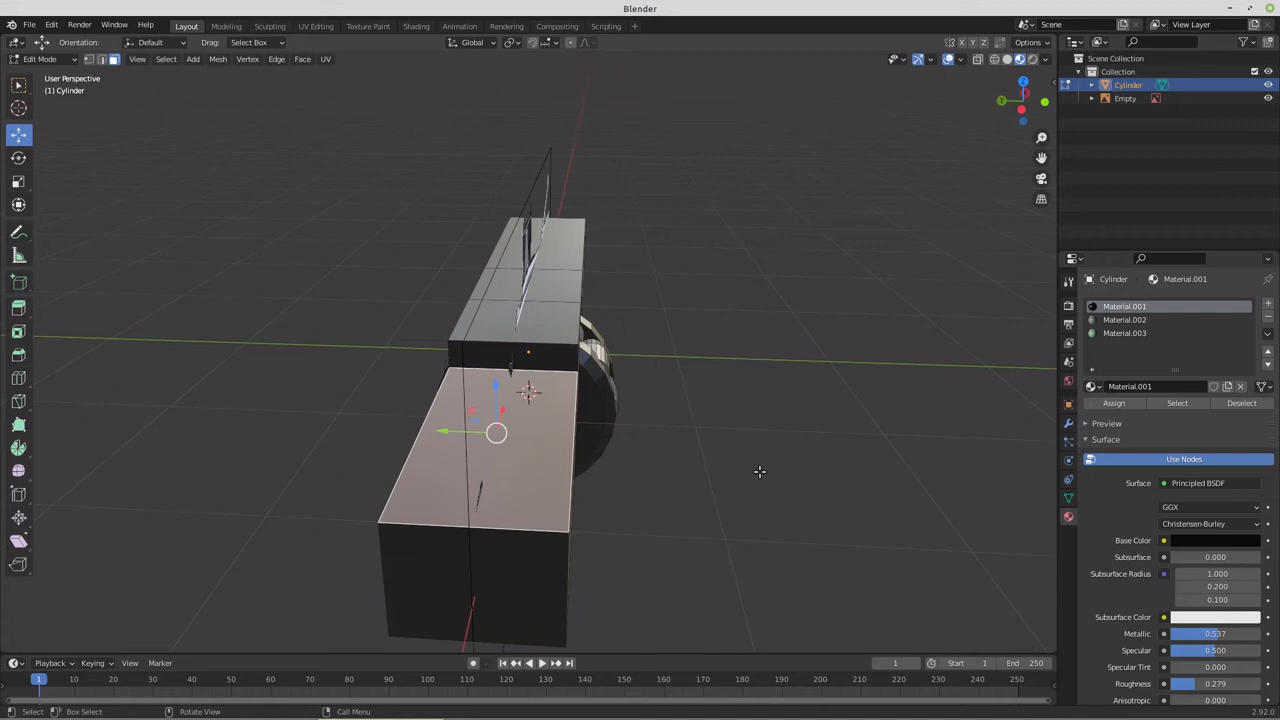 Blender
File Edit Render Window Help Layout Modeling Sculpting UV Editing Texture Paint Shading Animation Rendering Compositing Scripting + Scene View Layer
Orientation: Default Drag: Select Box Global X Y Z Options
Edit Mode View Select Add Mesh Vertex Edge Face UV
User Perspective
(1) Cylinder
Scene Collection
Collection
Cylinder
Empty
Y
Z
Cylinder Material.001
Material.001
Material.002
Material.003
Material.001
Assign Select Deselect
Preview
Surface
Use Nodes
Surface Principled BSDF
GGX
Christensen-Burley
Base Color
Subsurface 0.000
Subsurface Radius 1.000
0.200
0.100
Subsurface Color
Metallic 0.537
Specular 0.500
Specular Tint 0.000
Roughness 0.279
Anisotropic 0.000
Playback Keying View Marker 1 Start 1 End 250
1 10 20 30 40 50 60 70 80 90 100 110 120 130 140 150 160 170 180 190 200 210 220 230 240 250
Select Box Select Rotate View Call Menu 2.92.0